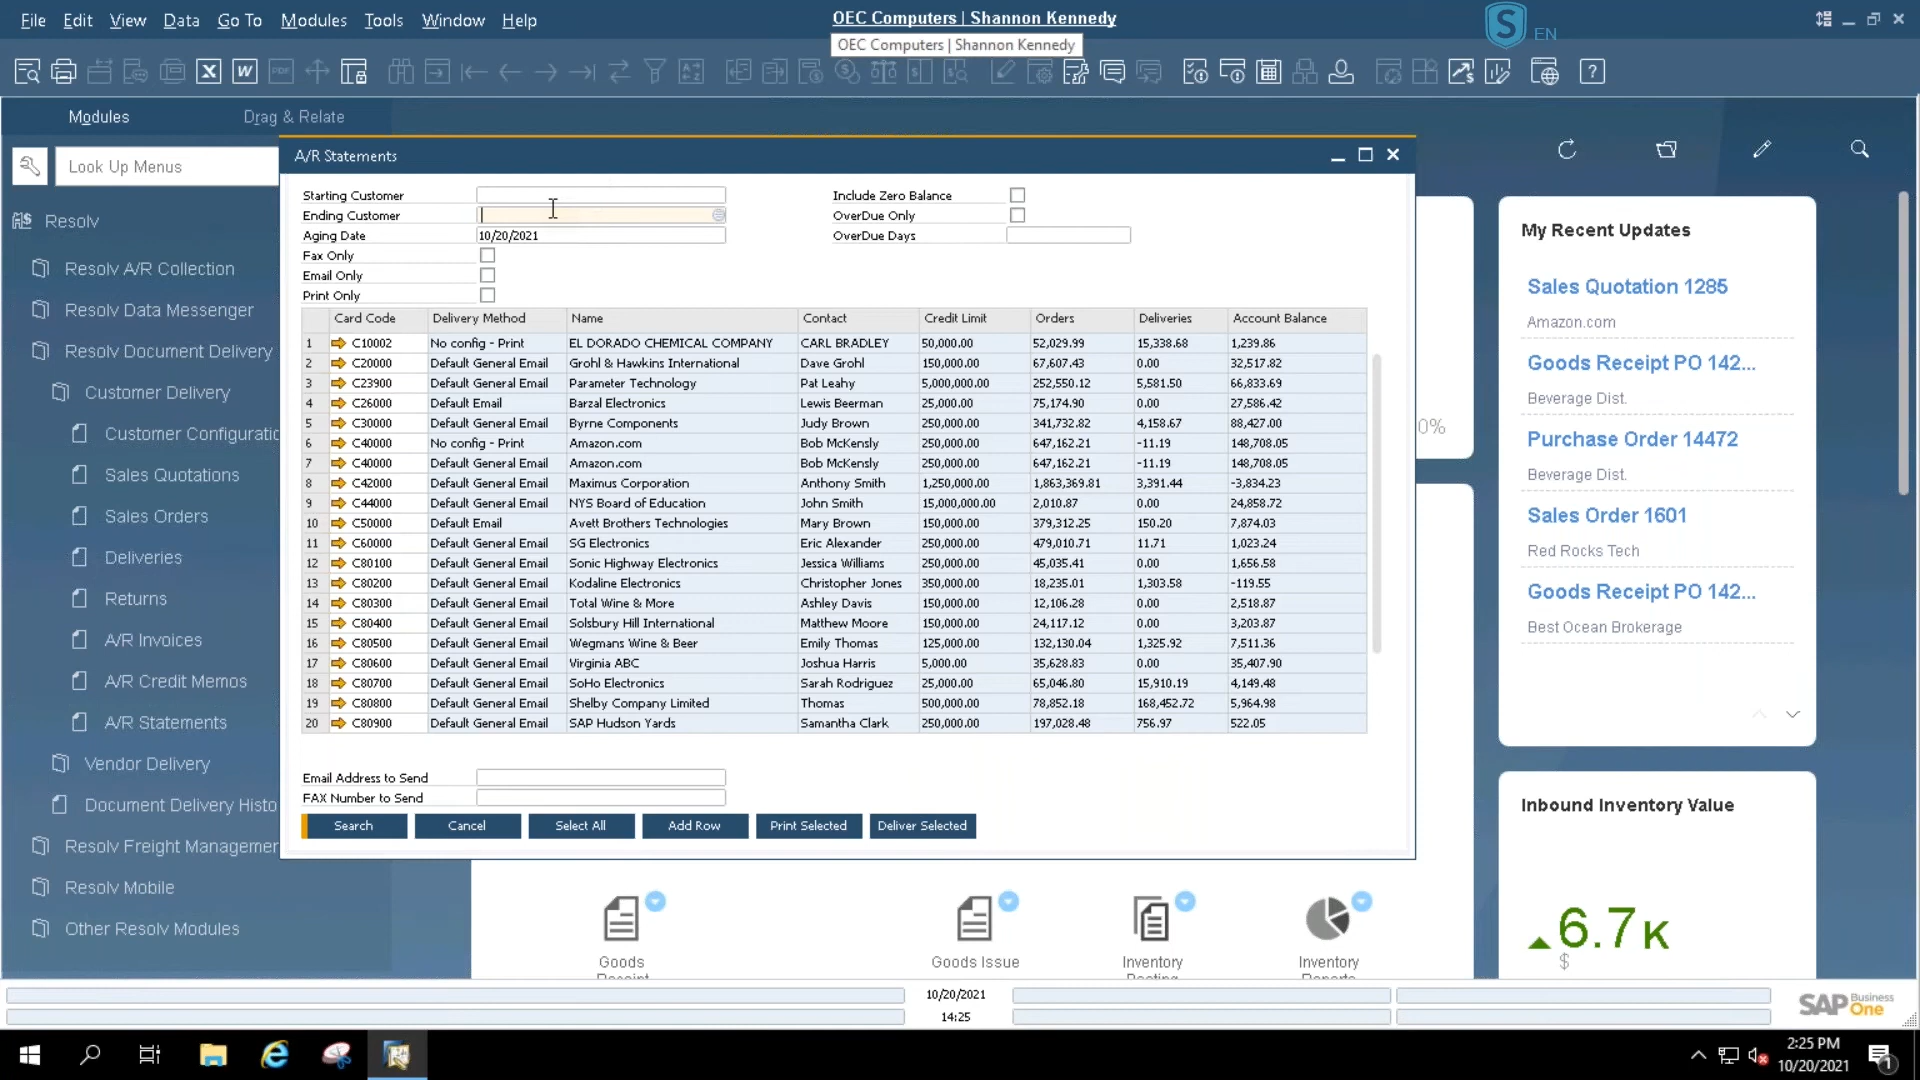 File Edit View Data Go To Modules Tools Window Help
OEC Computers | Shannon Kennedy
S EN
OEC Computers | Shannon Kennedy
X W PDF
Modules Drag & Relate
A/R Statements
Look Up Menus
Resolv
Resolv A/R Collection
Resolv Data Messenger
Resolv Document Delivery
Customer Delivery
Customer Configuratio
Sales Quotations
Sales Orders
Deliveries
Returns
A/R Invoices
A/R Credit Memos
A/R Statements
Vendor Delivery
Document Delivery Histo
Resolv Freight Managemen
Resolv Mobile
Other Resolv Modules
Starting Customer
Ending Customer
Aging Date 10/20/2021
Fax Only
Email Only
Print Only
Include Zero Balance
OverDue Only
OverDue Days
Card Code Delivery Method Name Contact Credit Limit Orders Deliveries Account Balance
1 C10002 No config - Print EL DORADO CHEMICAL COMPANY CARL BRADLEY 50,000.00 52,029.99 15,338.68 1,239.86
2 C20000 Default General Email Grohl & Hawkins International Dave Grohl 150,000.00 67,607.43 0.00 32,517.82
3 C23900 Default General Email Parameter Technology Pat Leahy 5,000,000.00 252,550.12 5,581.50 66,833.69
4 C26000 Default Email Barzal Electronics Lewis Beerman 25,000.00 75,174.90 0.00 27,586.42
5 C30000 Default General Email Byrne Components Judy Brown 250,000.00 341,732.82 4,158.67 88,427.00
6 C40000 No config - Print Amazon.com Bob McKensly 250,000.00 647,162.21 -11.19 148,708.05
7 C40000 Default General Email Amazon.com Bob McKensly 250,000.00 647,162.21 -11.19 148,708.05
8 C42000 Default General Email Maximus Corporation Anthony Smith 1,250,000.00 1,863,369.81 3,391.44 -3,834.23
9 C44000 Default General Email NYS Board of Education John Smith 15,000,000.00 2,010.87 0.00 24,858.72
10 C50000 Default Email Avett Brothers Technologies Mary Brown 150,000.00 379,312.25 150.20 7,874.03
11 C60000 Default General Email SG Electronics Eric Alexander 250,000.00 479,010.71 11.71 1,023.24
12 C80100 Default General Email Sonic Highway Electronics Jessica Williams 250,000.00 45,035.41 0.00 1,656.58
13 C80200 Default General Email Kodaline Electronics Christopher Jones 350,000.00 18,235.01 1,303.58 -119.55
14 C80300 Default General Email Total Wine & More Ashley Davis 150,000.00 12,106.28 0.00 2,518.87
15 C80400 Default General Email Solsbury Hill International Matthew Moore 150,000.00 24,117.12 0.00 3,203.87
16 C80500 Default General Email Wegmans Wine & Beer Emily Thomas 125,000.00 132,130.04 1,325.92 7,511.36
17 C80600 Default General Email Virginia ABC Joshua Harris 5,000.00 35,628.83 0.00 35,407.90
18 C80700 Default General Email SoHo Electronics Sarah Rodriguez 25,000.00 65,046.80 15,910.19 4,149.48
19 C80800 Default General Email Shelby Company Limited Thomas 500,000.00 78,852.18 168,452.72 5,964.98
20 C80900 Default General Email SAP Hudson Yards Samantha Clark 250,000.00 197,028.48 756.97 522.05
Email Address to Send
FAX Number to Send
Search Cancel Select All Add Row Print Selected Deliver Selected
0%
My Recent Updates
Sales Quotation 1285
Amazon.com
Goods Receipt PO 142...
Beverage Dist.
Purchase Order 14472
Beverage Dist.
Sales Order 1601
Red Rocks Tech
Goods Receipt PO 142...
Best Ocean Brokerage
Inbound Inventory Value
6.7 K
$
Goods Receipt
Goods Issue
Inventory Posting
Inventory Reports
10/20/2021
14:25
SAP Business One
2:25 PM
10/20/2021
1